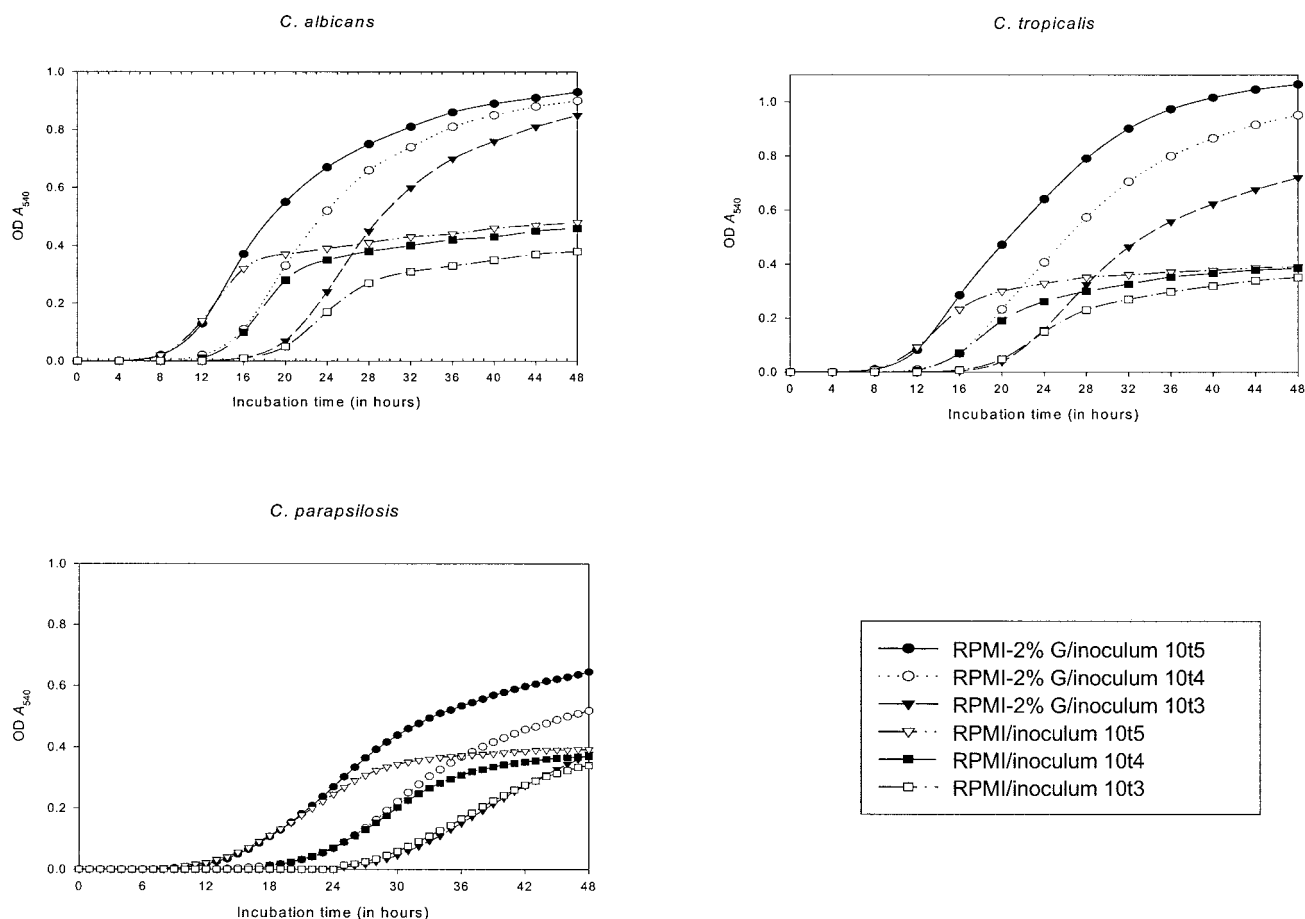 C. albicans
1.0
0.8
0.6
0.4
0.2
0.0
OD A540
0 4 8 12 16 20 24 28 32 36 40 44 48
Incubation time (in hours)
C. tropicalis
1.0
0.8
0.6
0.4
0.2
0.0
OD A540
0 4 8 12 16 20 24 28 32 36 40 44 48
Incubation time (in hours)
C. parapsilosis
1.0
0.8
0.6
0.4
0.2
0.0
OD A540
0 6 12 18 24 30 36 42 48
Incubation time (in hours)
RPMI-2% G/inoculum 10t5
RPMI-2% G/inoculum 10t4
RPMI-2% G/inoculum 10t3
RPMI/inoculum 10t5
RPMI/inoculum 10t4
RPMI/inoculum 10t3